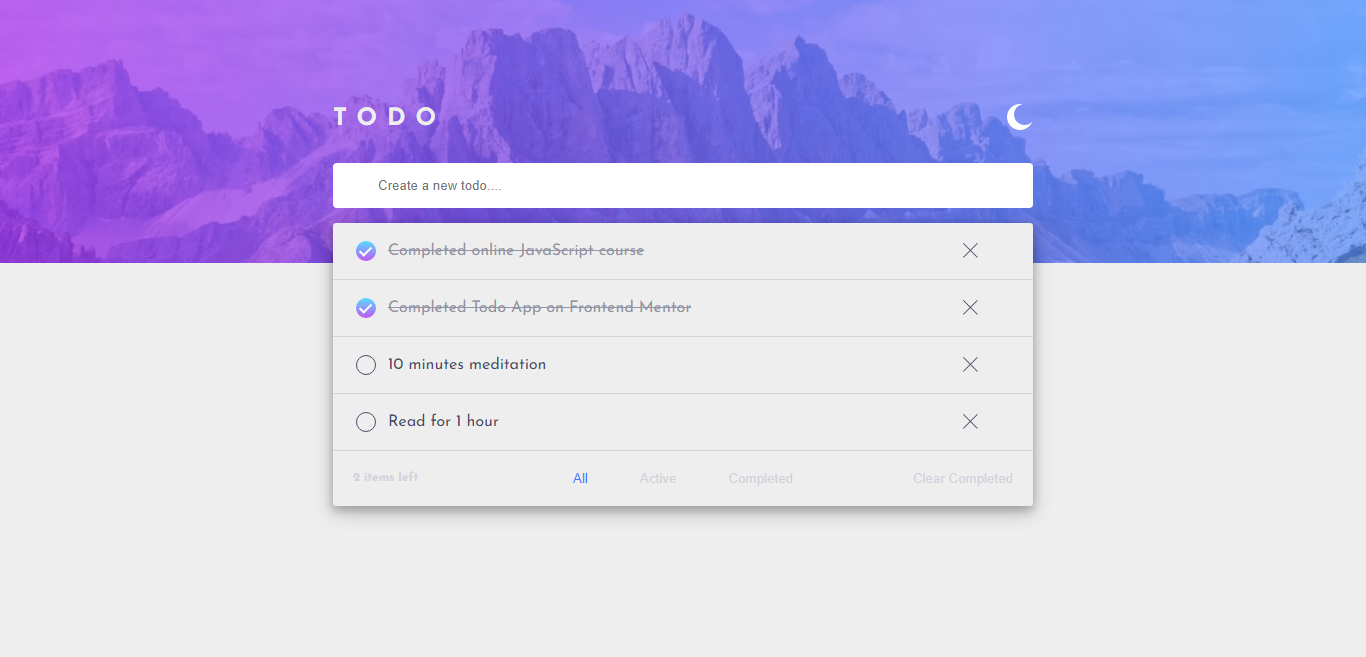 TODO
Create a new todo....
Completed online JavaScript course
Completed Todo App on Frontend Mentor
10 minutes meditation
Read for 1 hour
2 items left All Active Completed Clear Completed